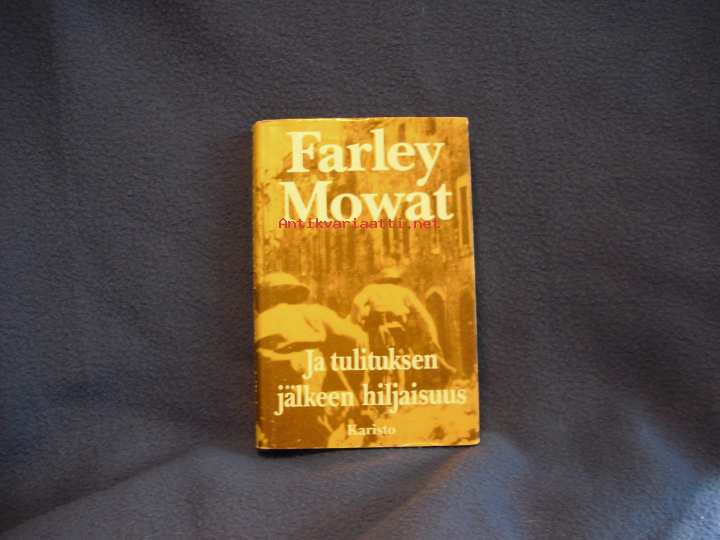 Farley
Mowat
Antikvariaatti.net
Ja tulituksen
jälkeen hiljaisuus
Karisto